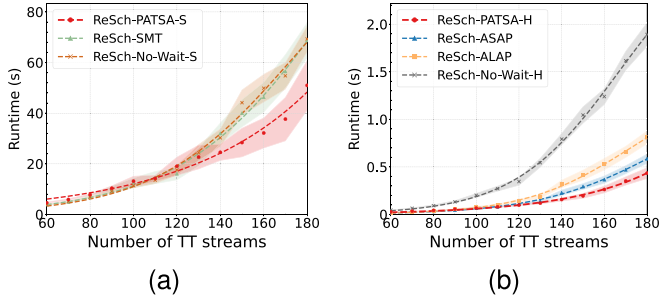 80
60
40
20
0
Runtime (s)
ReSch-PATSA-S
ReSch-SMT
ReSch-No-Wait-S
60 80 100 120 140 160 180
Number of TT streams
(a)
2.0
1.5
1.0
0.5
0.0
Runtime (s)
ReSch-PATSA-H
ReSch-ASAP
ReSch-ALAP
ReSch-No-Wait-H
60 80 100 120 140 160 180
Number of TT streams
(b)